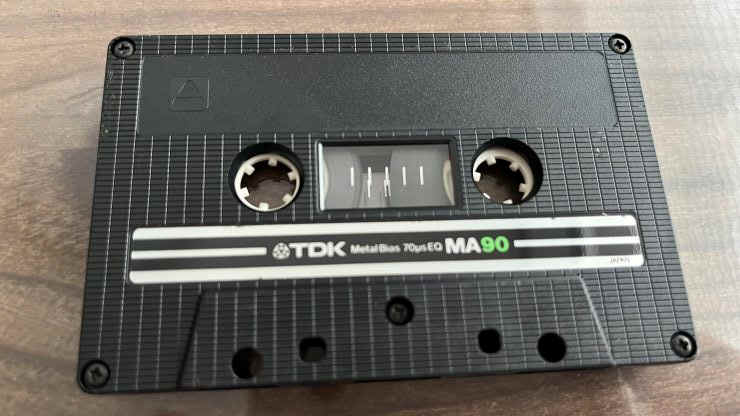 A
TDK Metal Bias 70μs EQ MA90
JAPAN